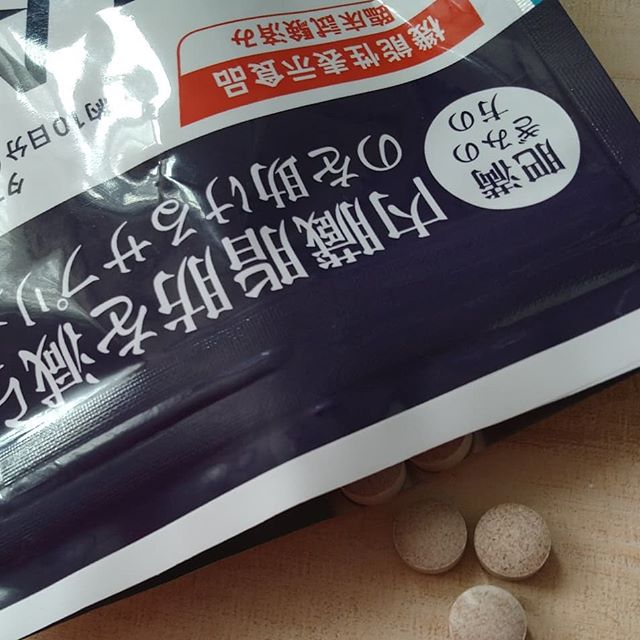 機能性表示食品
臨床試験済み
約10日分
肥満
ぎみの
方の
内臓脂肪を減ら
のを助けるサプリ